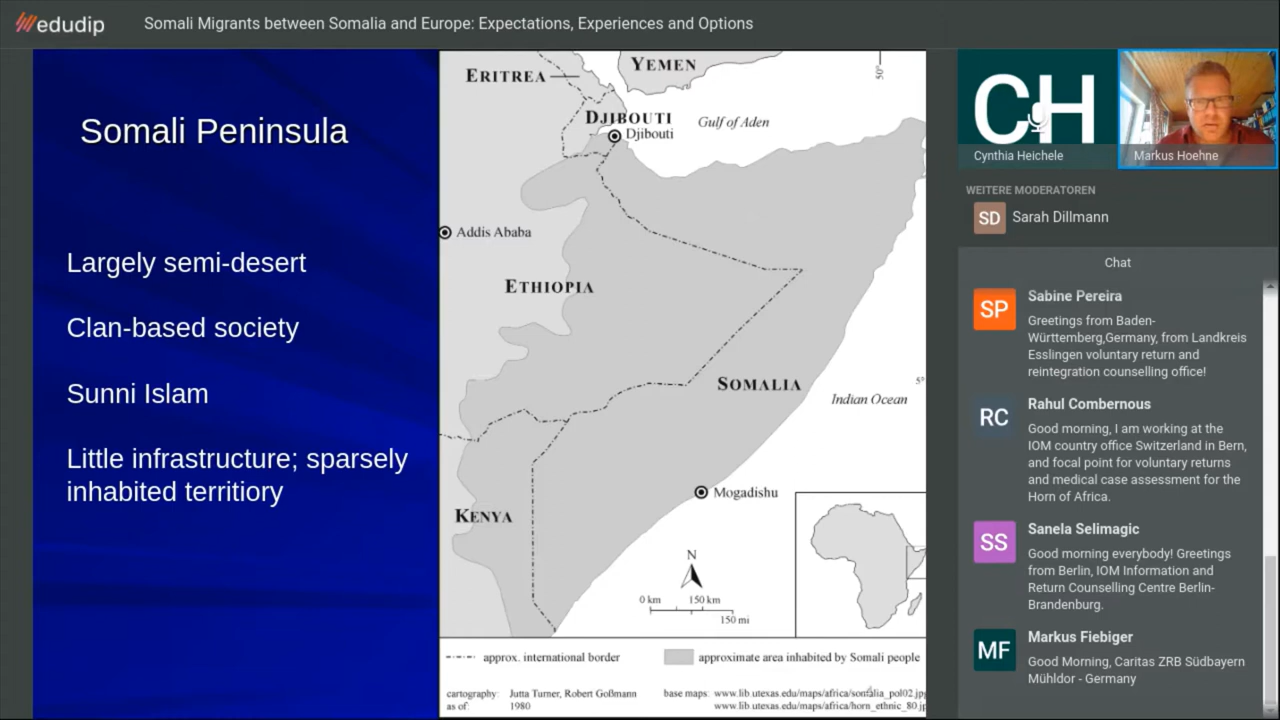 edudip
Somali Migrants between Somalia and Europe: Expectations, Experiences and Options
Somali Peninsula
Largely semi-desert
Clan-based society
Sunni Islam
Little infrastructure; sparsely
inhabited territiory
ERITREA
YEMEN
50°
DJIBOUTI
Djibouti
Gulf of Aden
Addis Ababa
ETHIOPIA
SOMALIA
5°
Indian Ocean
Mogadishu
KENYA
N
0 km 150 km
150 mi
approx. international border
approximate area inhabited by Somali people
cartography: Jutta Turner, Robert Goßmann
as of: 1980
base maps: www.lib.utexas.edu/maps/africa/somalia_pol02.jpg
www.lib.utexas.edu/maps/africa/horn_ethnic_80.jpg
CH
Cynthia Heichele
Markus Hoehne
WEITERE MODERATOREN
SD
Sarah Dillmann
Chat
SP
Sabine Pereira
Greetings from Baden-
Württemberg,Germany, from Landkreis
Esslingen voluntary return and
reintegration counselling office!
RC
Rahul Combernous
Good morning, I am working at the
IOM country office Switzerland in Bern,
and focal point for voluntary returns
and medical case assessment for the
Horn of Africa.
SS
Sanela Selimagic
Good morning everybody! Greetings
from Berlin, IOM Information and
Return Counselling Centre Berlin-
Brandenburg.
MF
Markus Fiebiger
Good Morning, Caritas ZRB Südbayern
Mühldor - Germany